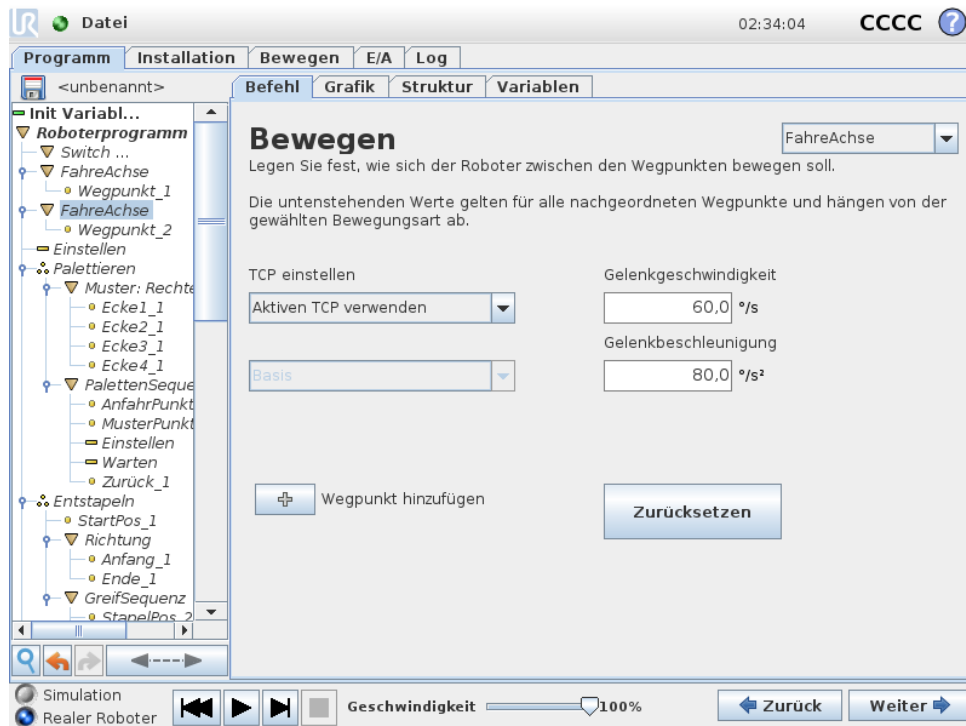 UR Datei 02:34:04 CCCC ?
Programm Installation Bewegen E/A Log
<unbenannt>
Befehl Grafik Struktur Variablen
Init Variabl...
Roboterprogramm
Switch ...
FahreAchse
Wegpunkt_1
FahreAchse
Wegpunkt_2
Einstellen
Palettieren
Muster: Rechte
Ecke1_1
Ecke2_1
Ecke3_1
Ecke4_1
PalettenSeque
AnfahrPunkt
MusterPunkt
Einstellen
Warten
Zurück_1
Entstapeln
StartPos_1
Richtung
Anfang_1
Ende_1
GreifSequenz
StapelPos_2
Bewegen
FahreAchse
Legen Sie fest, wie sich der Roboter zwischen den Wegpunkten bewegen soll.
Die untenstehenden Werte gelten für alle nachgeordneten Wegpunkte und hängen von der
gewählten Bewegungsart ab.
TCP einstellen
Aktiven TCP verwenden
Basis
Gelenkgeschwindigkeit
60,0 °/s
Gelenkbeschleunigung
80,0 °/s²
Wegpunkt hinzufügen
Zurücksetzen
Simulation
Realer Roboter
Geschwindigkeit 100%
Zurück
Weiter